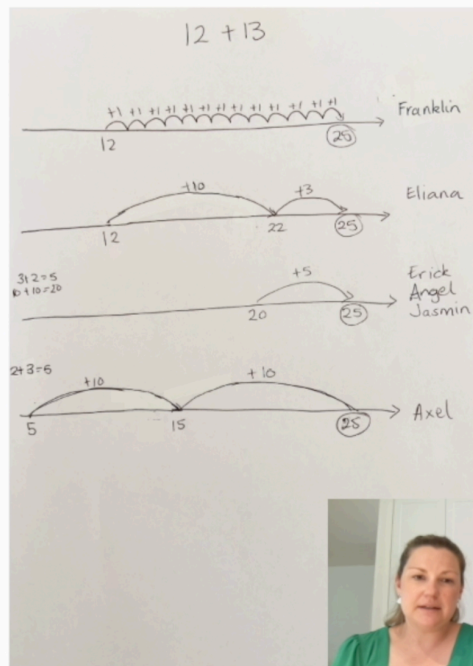 12 + 13
+1 +1 +1 +1 +1 +1 +1 +1 +1 +1 +1 +1 +1
Franklin
12 25
+10 +3
Eliana
12 22 25
3+2=5
10+10=20
+5
Erick
Angel
Jasmin
20 25
2+3=5
+10 +10
Axel
5 15 25